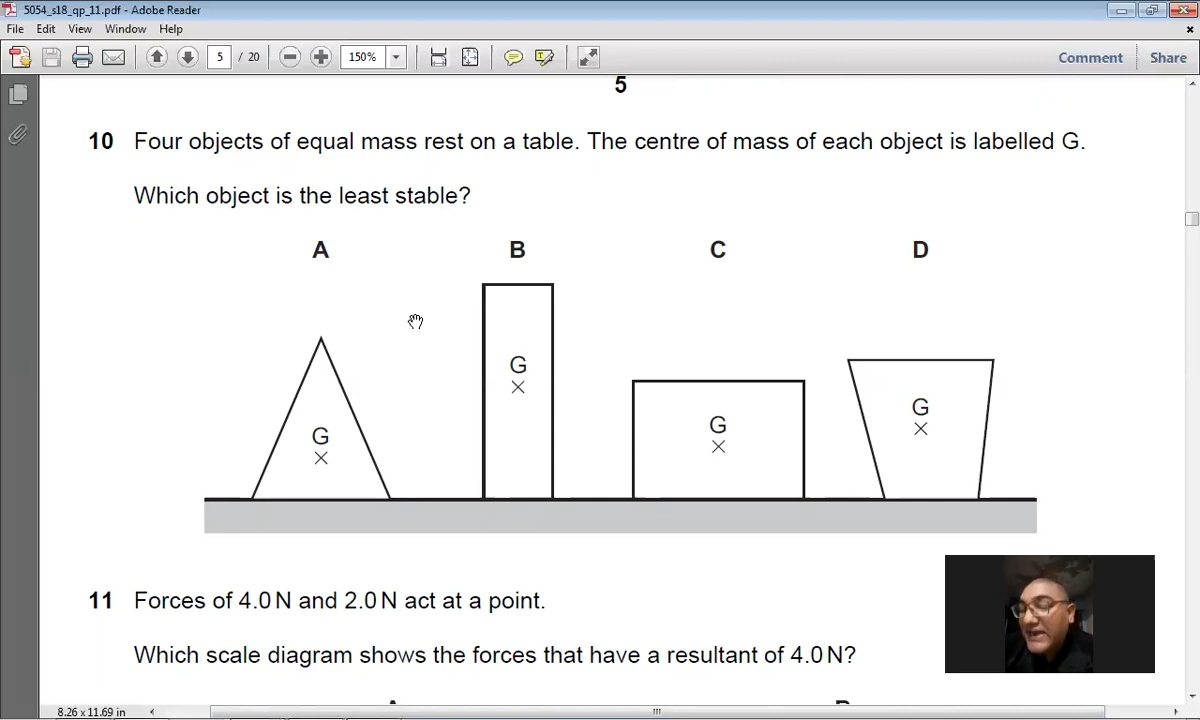 5054_s18_qp_11.pdf - Adobe Reader
File Edit View Window Help
5 / 20 150% Comment Share
5
10 Four objects of equal mass rest on a table. The centre of mass of each object is labelled G.
Which object is the least stable?
A B C D
G G G G
11 Forces of 4.0 N and 2.0 N act at a point.
Which scale diagram shows the forces that have a resultant of 4.0 N?
8.26 x 11.69 in